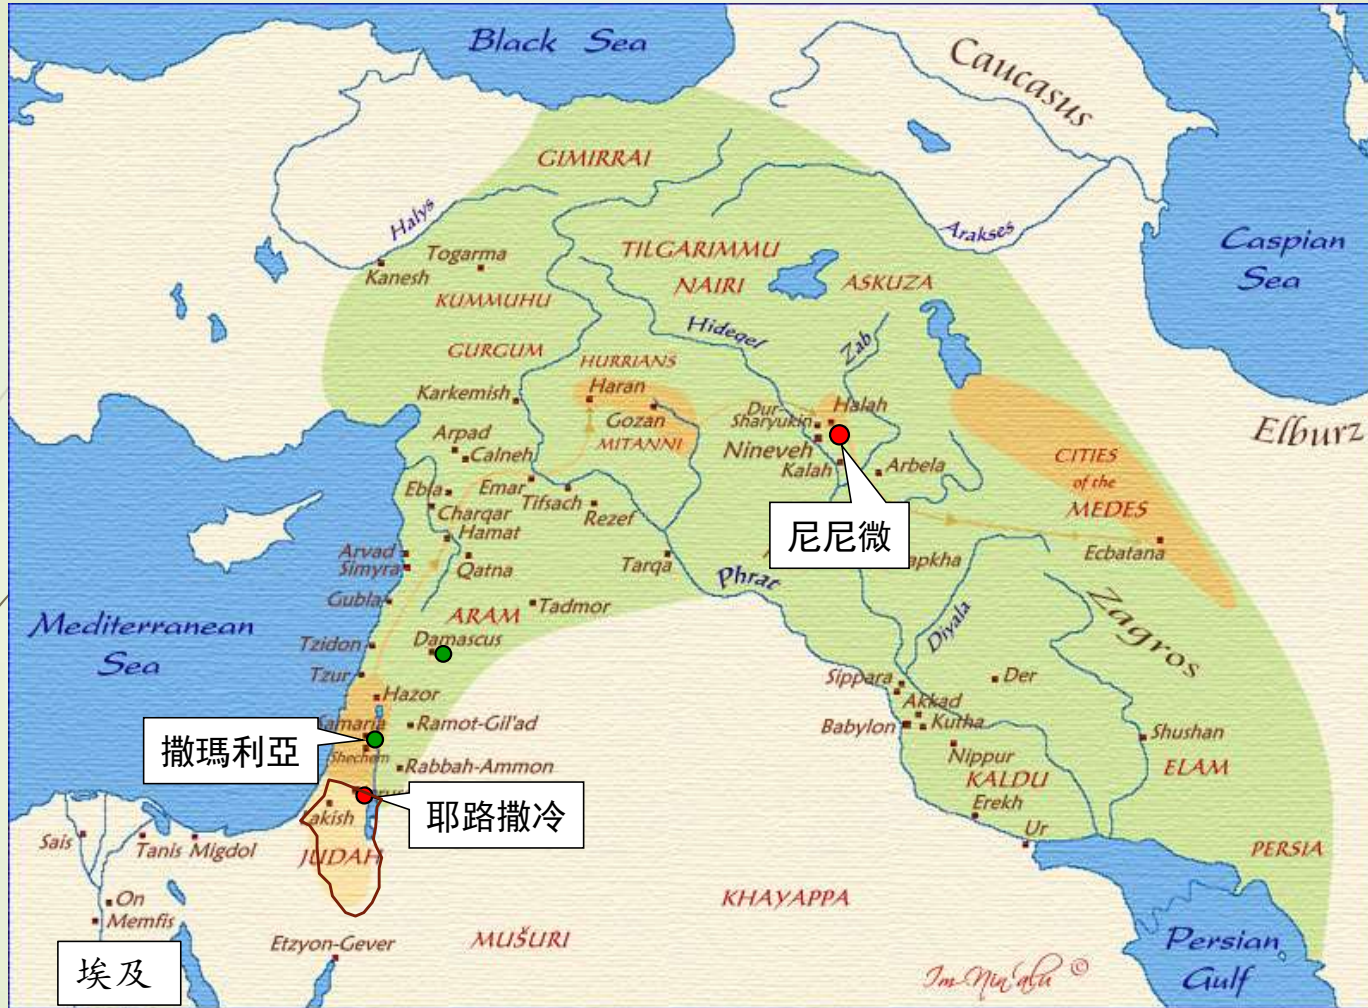 Black Sea
Caucasus
GIMIRRAI
Halys
Arakses
Caspian
Sea
Togarma
Kanesh
TILGARIMMU
NAIRI
ASKUZA
KUMMUHU
Hideqel
Zab
GURGUM
HURRIANS
Karkemish
Haran
Gozan
MITANNI
Dur-
Sharyukin
Halah
Nineveh
Kalah
Arbela
Elburz
CITIES
of the
MEDES
Ecbatana
Arpad
Calneh
Ebla
Emar
Tifsach
Charqar
Rezef
Hamat
尼尼微
Arvad
Simyra
Qatna
Tarqa
Phrat
Gubla
Tadmor
ARAM
Diyala
Zagros
Mediterranean
Sea
Tzidon
Damascus
Tzur
Hazor
Sippara
Der
Akkad
Babylon
Kutha
Shushan
Samaria
Ramot-Gil'ad
撒瑪利亞
Shechem
Nippur
KALDU
ELAM
Rabbah-Ammon
Erekh
耶路撒冷
Lakish
Ur
Sais
Tanis
Migdol
JUDAH
PERSIA
On
Memfis
KHAYAPPA
Etzyon-Gever
MUŠURI
Persian
Gulf
埃及
Im Nin'alu ©